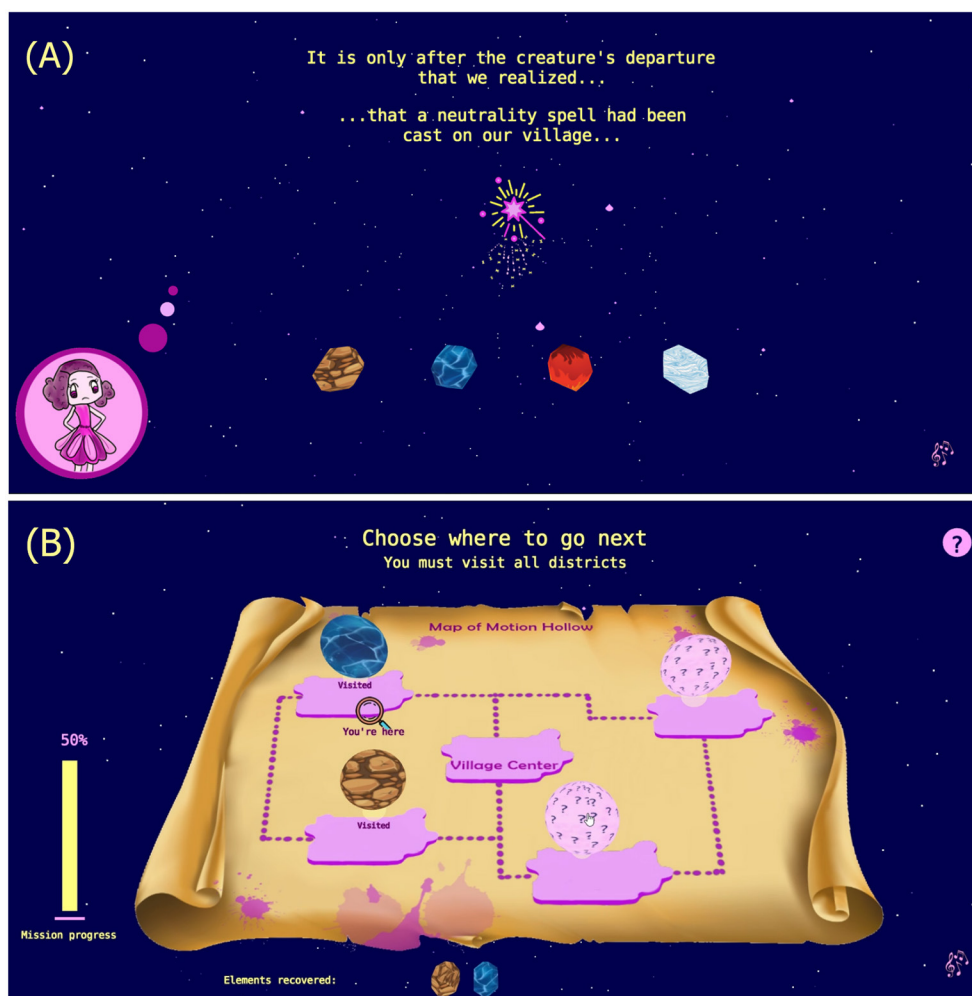 (A)
It is only after the creature's departure
that we realized...
...that a neutrality spell had been
cast on our village...
(B)
Choose where to go next
You must visit all districts
?
Map of Motion Hollow
Visited
You're here
50%
Village Center
Visited
Mission progress
Elements recovered: